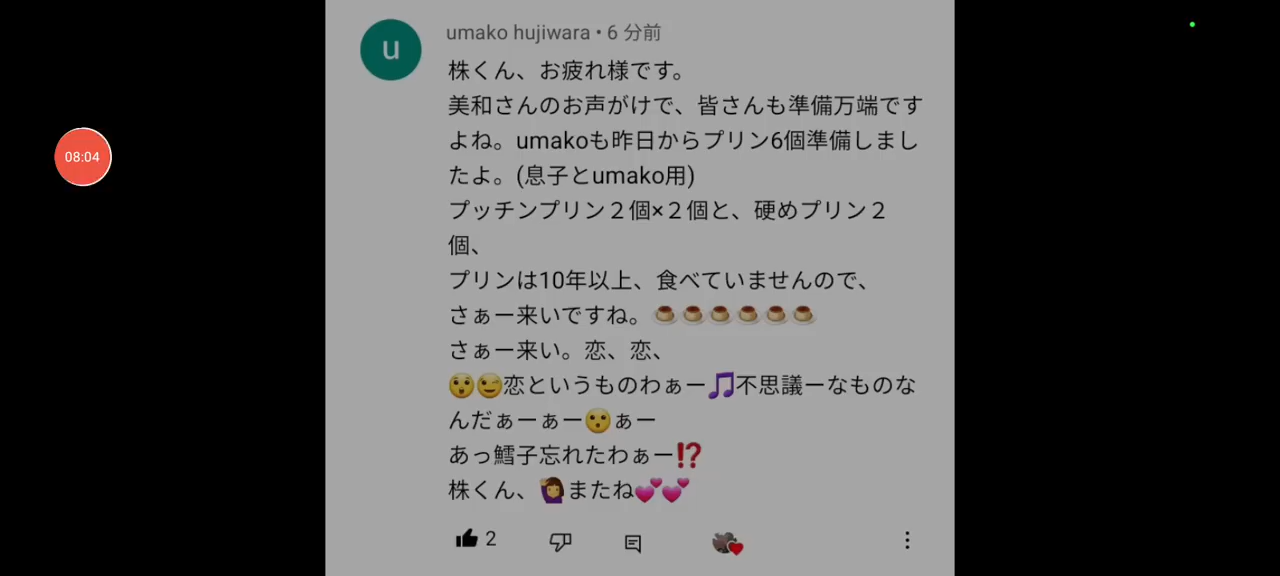 u
umako hujiwara • 6 分前
08:04
株くん、お疲れ様です。
美和さんのお声がけで、皆さんも準備万端です
よね。umakoも昨日からプリン6個準備しまし
たよ。(息子とumako用)
プッチンプリン２個×２個と、硬めプリン２
個、
プリンは10年以上、食べていませんので、
さぁー来いですね。🍮🍮🍮🍮🍮🍮
さぁー来い。恋、恋、
😯😉恋というものわぁー🎵不思議ーなものな
んだぁーぁー😯ぁー
あっ鱈子忘れたわぁー⁉️
株くん、🙋‍♀️またね💕💕
2